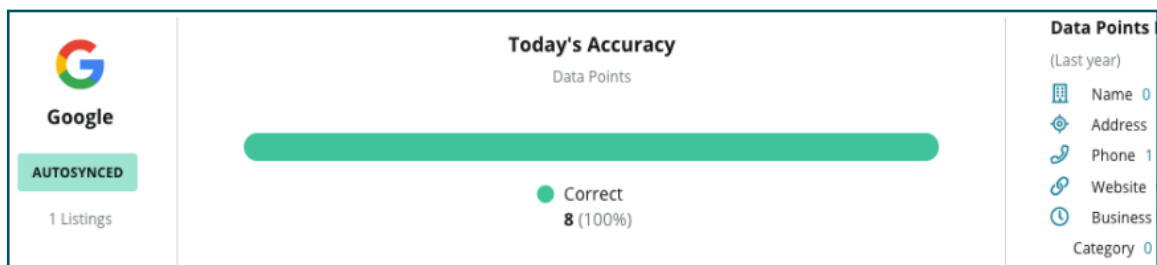 Google
AUTOSYNCED
1 Listings
Today's Accuracy
Data Points
Correct
8 (100%)
Data Points
(Last year)
Name 0
Address
Phone 1
Website
Business
Category 0